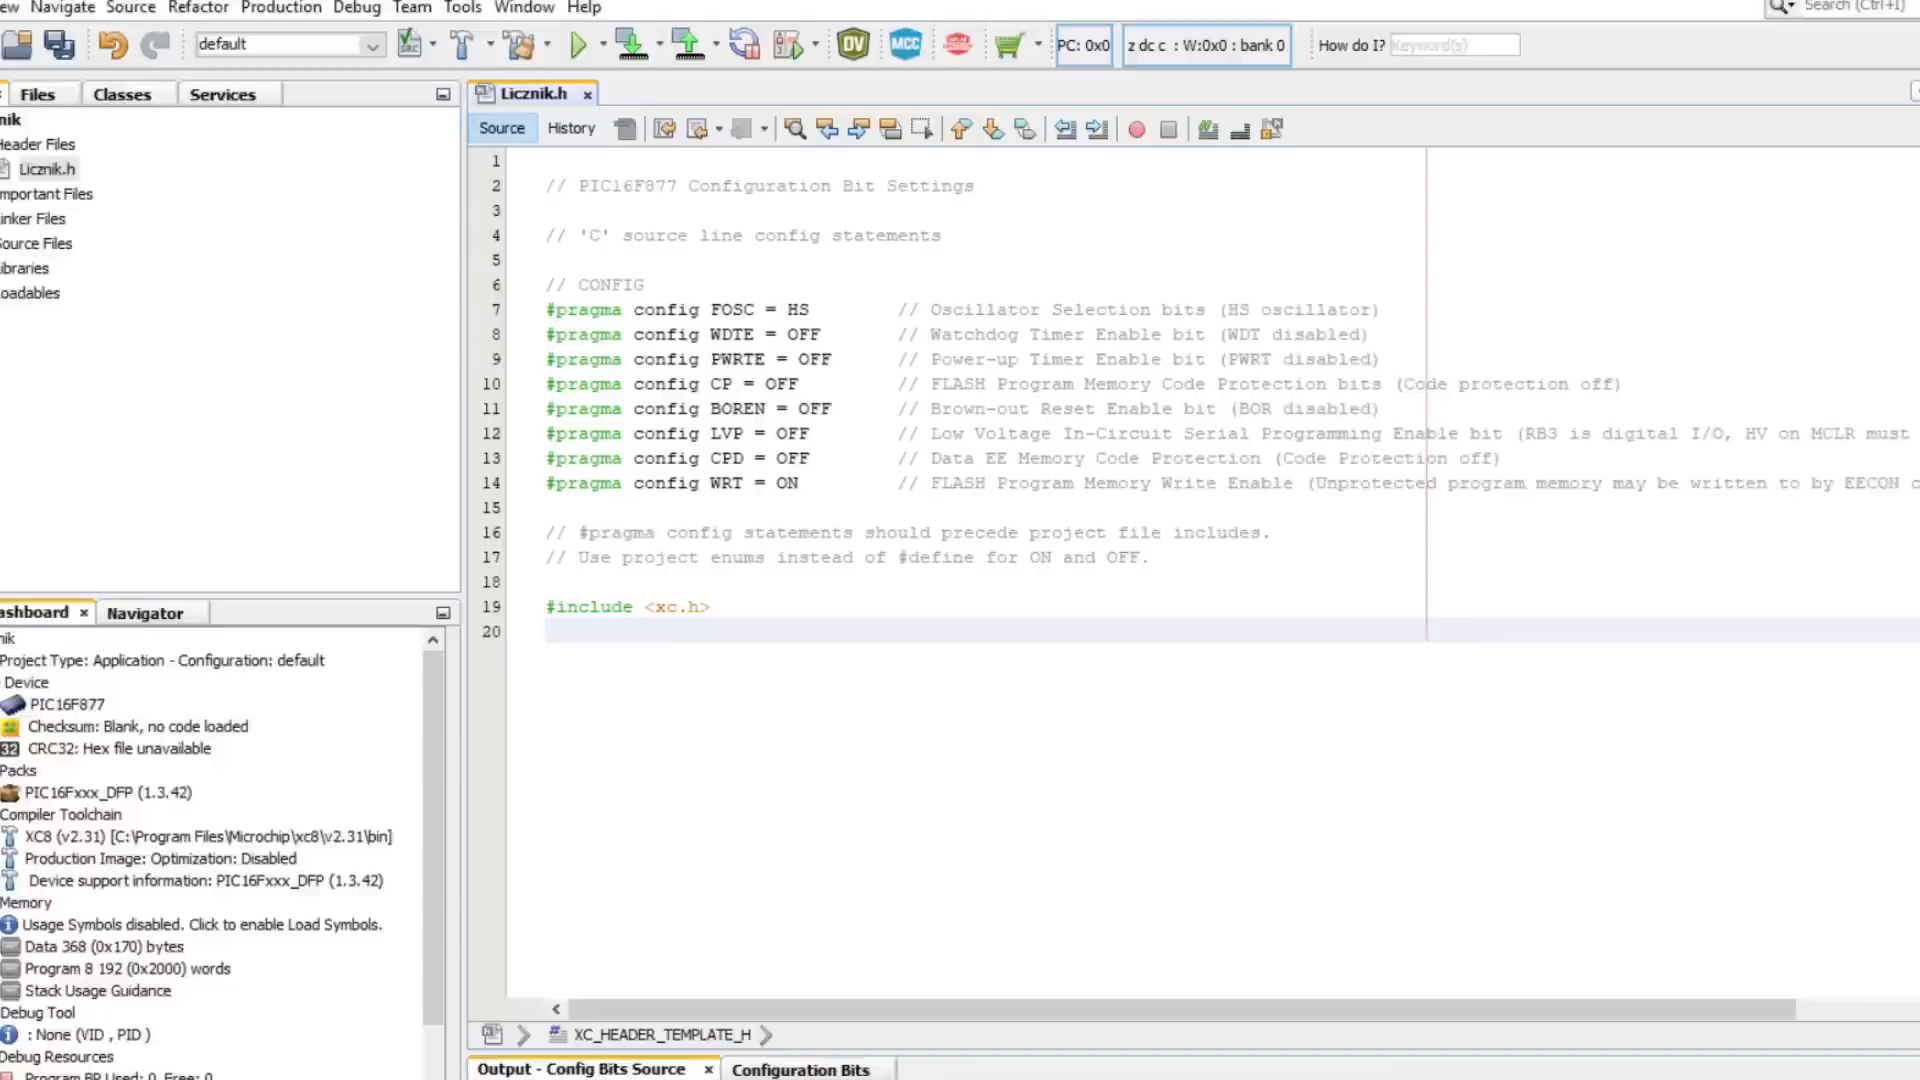 ew Navigate Source Refactor Production Debug Team Tools Window Help
Search (Ctrl+I)
default
DV
MCC
PC: 0x0
z dc c : W:0x0 : bank 0
How do I? Keyword(s)
Files Classes Services
nik
Header Files
Licznik.h
mportant Files
inker Files
Source Files
ibraries
oadables
Licznik.h x
Source History
1
2 // PIC16F877 Configuration Bit Settings
3
4 // 'C' source line config statements
5
6 // CONFIG
7 #pragma config FOSC = HS // Oscillator Selection bits (HS oscillator)
8 #pragma config WDTE = OFF // Watchdog Timer Enable bit (WDT disabled)
9 #pragma config PWRTE = OFF // Power-up Timer Enable bit (PWRT disabled)
10 #pragma config CP = OFF // FLASH Program Memory Code Protection bits (Code protection off)
11 #pragma config BOREN = OFF // Brown-out Reset Enable bit (BOR disabled)
12 #pragma config LVP = OFF // Low Voltage In-Circuit Serial Programming Enable bit (RB3 is digital I/O, HV on MCLR must
13 #pragma config CPD = OFF // Data EE Memory Code Protection (Code Protection off)
14 #pragma config WRT = ON // FLASH Program Memory Write Enable (Unprotected program memory may be written to by EECON c
15
16 // #pragma config statements should precede project file includes.
17 // Use project enums instead of #define for ON and OFF.
18
19 #include <xc.h>
20
XC_HEADER_TEMPLATE_H
Output - Config Bits Source x Configuration Bits
ashboard x Navigator
nik
Project Type: Application - Configuration: default
Device
PIC16F877
Checksum: Blank, no code loaded
32 CRC32: Hex file unavailable
Packs
PIC16Fxxx_DFP (1.3.42)
Compiler Toolchain
XC8 (v2.31) [C:\Program Files\Microchip\xc8\v2.31\bin]
Production Image: Optimization: Disabled
Device support information: PIC16Fxxx_DFP (1.3.42)
Memory
Usage Symbols disabled. Click to enable Load Symbols.
Data 368 (0x170) bytes
Program 8 192 (0x2000) words
Stack Usage Guidance
Debug Tool
: None (VID , PID )
Debug Resources
Program BP Used: 0 Free: 0